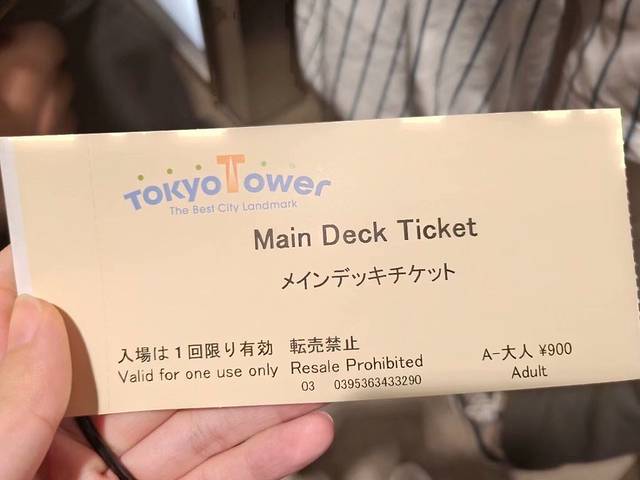 TOKYO TOWER
The Best City Landmark
Main Deck Ticket
メインデッキチケット
入場は1回限り有効 転売禁止
Valid for one use only Resale Prohibited
03 0395363433290
A-大人 ¥900
Adult